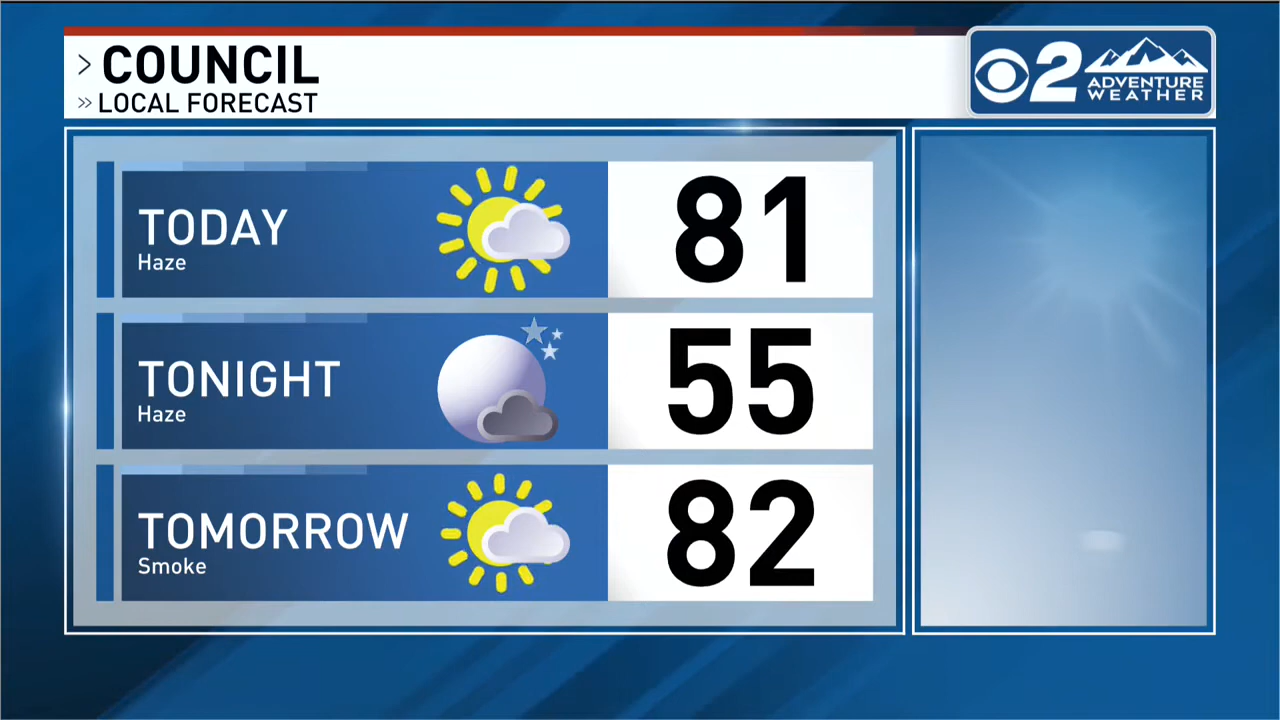 > COUNCIL
» LOCAL FORECAST
2 ADVENTURE
WEATHER
TODAY
Haze
81
TONIGHT
Haze
55
TOMORROW
Smoke
82